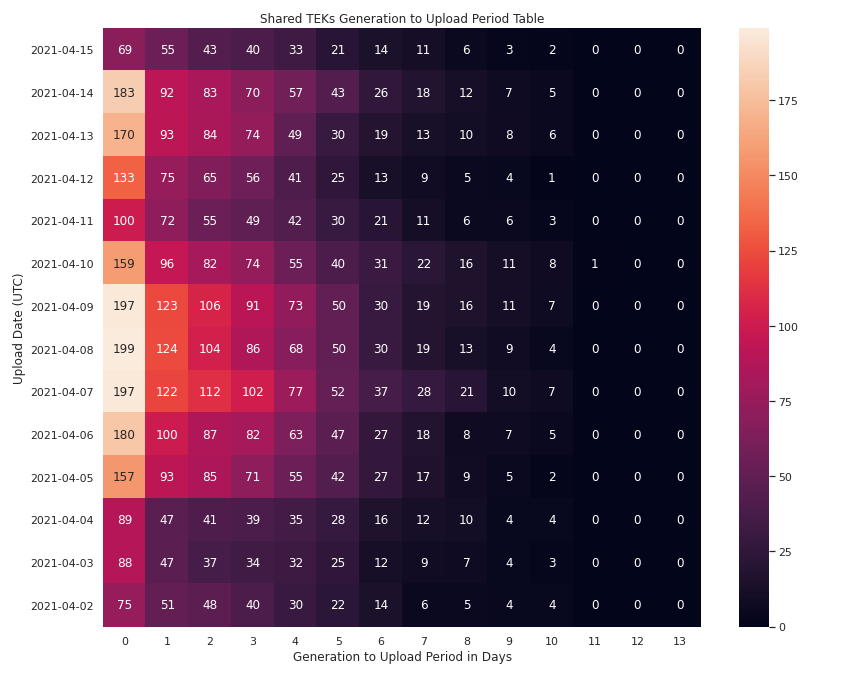 Shared TEKs Generation to Upload Period Table
Upload Date (UTC)
2021-04-15 69 55 43 40 33 21 14 11 6 3 2 0 0 0
2021-04-14 183 92 83 70 57 43 26 18 12 7 5 0 0 0
2021-04-13 170 93 84 74 49 30 19 13 10 8 6 0 0 0
2021-04-12 133 75 65 56 41 25 13 9 5 4 1 0 0 0
2021-04-11 100 72 55 49 42 30 21 11 6 6 3 0 0 0
2021-04-10 159 96 82 74 55 40 31 22 16 11 8 1 0 0
2021-04-09 197 123 106 91 73 50 30 19 16 11 7 0 0 0
2021-04-08 199 124 104 86 68 50 30 19 13 9 4 0 0 0
2021-04-07 197 122 112 102 77 52 37 28 21 10 7 0 0 0
2021-04-06 180 100 87 82 63 47 27 18 8 7 5 0 0 0
2021-04-05 157 93 85 71 55 42 27 17 9 5 2 0 0 0
2021-04-04 89 47 41 39 35 28 16 12 10 4 4 0 0 0
2021-04-03 88 47 37 34 32 25 12 9 7 4 3 0 0 0
2021-04-02 75 51 48 40 30 22 14 6 5 4 4 0 0 0
0 1 2 3 4 5 6 7 8 9 10 11 12 13
Generation to Upload Period in Days
175
150
125
100
75
50
25
0